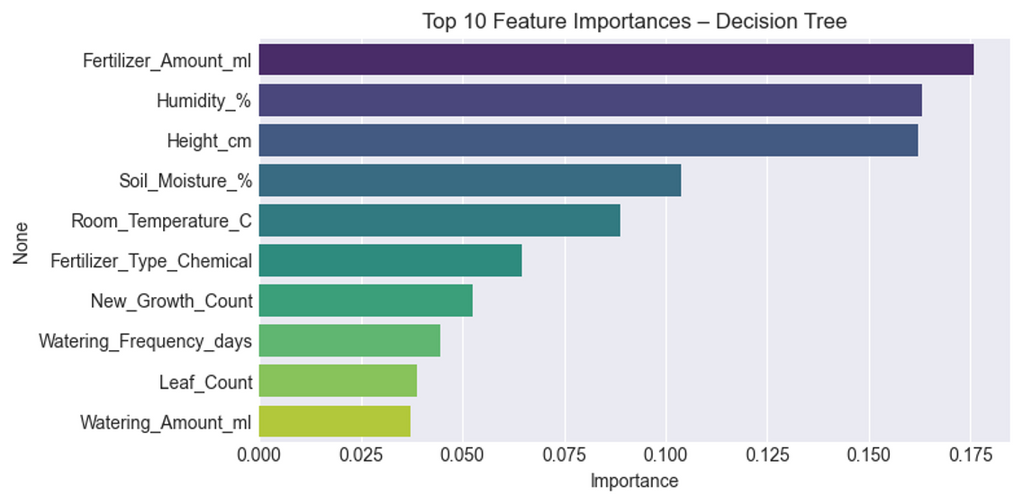 Top 10 Feature Importances – Decision Tree
Fertilizer_Amount_ml
Humidity_%
Height_cm
Soil_Moisture_%
Room_Temperature_C
Fertilizer_Type_Chemical
New_Growth_Count
Watering_Frequency_days
Leaf_Count
Watering_Amount_ml
None
0.000 0.025 0.050 0.075 0.100 0.125 0.150 0.175
Importance